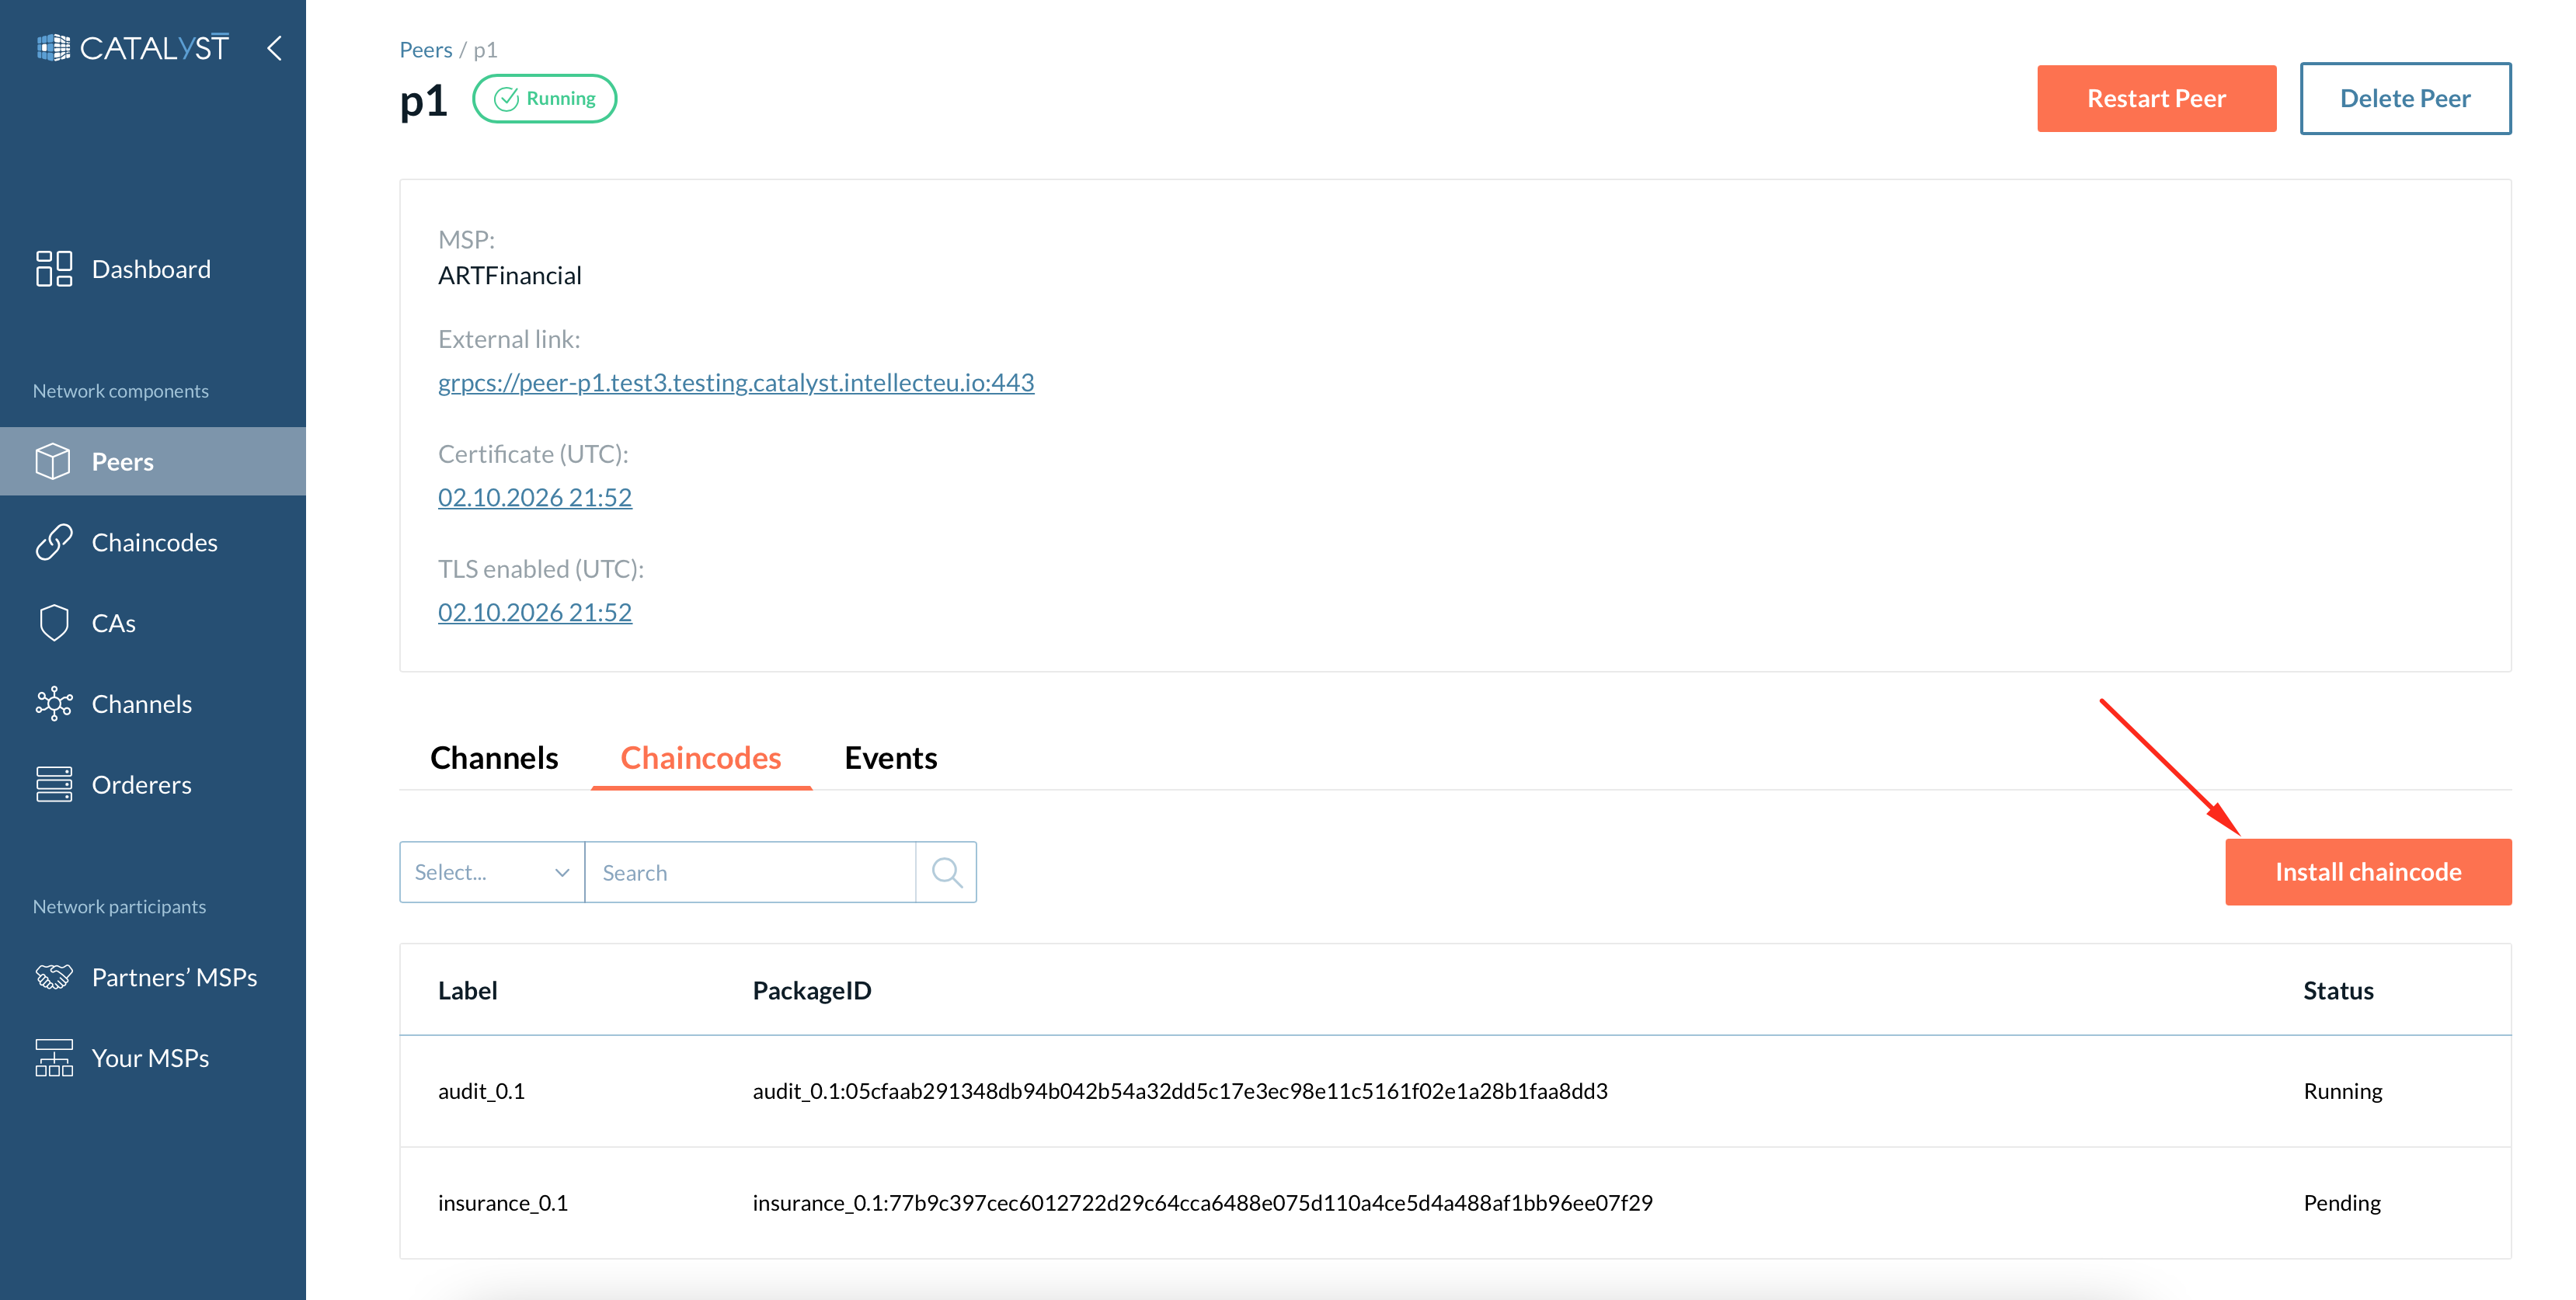 CATALYST
Dashboard
Network components
Peers
Chaincodes
CAs
Channels
Orderers
Network participants
Partners’ MSPs
Your MSPs
Peers / p1
p1
Running
Restart Peer
Delete Peer
MSP:
ARTFinancial
External link:
grpcs://peer-p1.test3.testing.catalyst.intellecteu.io:443
Certificate (UTC):
02.10.2026 21:52
TLS enabled (UTC):
02.10.2026 21:52
Channels Chaincodes Events
Select... Search
Install chaincode
Label PackageID Status
audit_0.1 audit_0.1:05cfaab291348db94b042b54a32dd5c17e3ec98e11c5161f02e1a28b1faa8dd3 Running
insurance_0.1 insurance_0.1:77b9c397cec6012722d29c64cca6488e075d110a4ce5d4a488af1bb96ee07f29 Pending